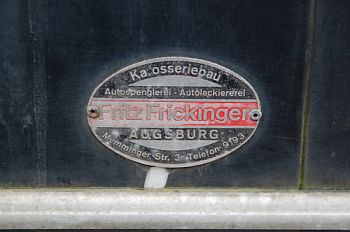 Karosseriebau
Autospenglerei - Autolackiererei
Fritz Frickinger
AUGSBURG
Memminger Str. 3 - Telefon 9193